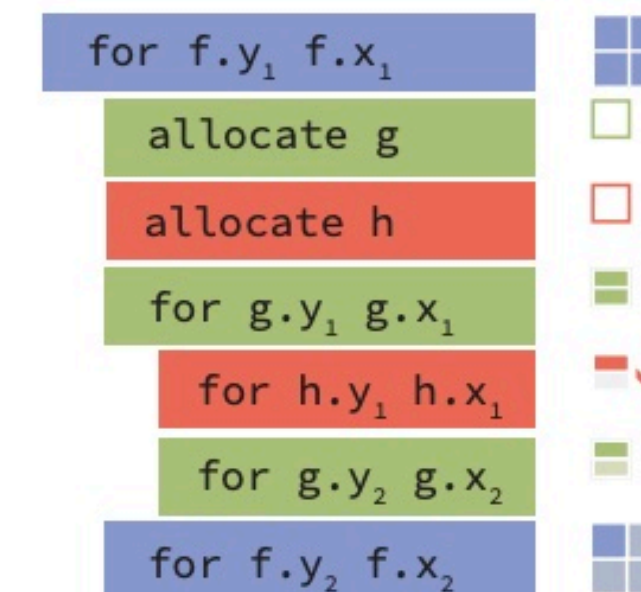 for f.y₁ f.x₁
allocate g
allocate h
for g.y₁ g.x₁
for h.y₁ h.x₁
for g.y₂ g.x₂
for f.y₂ f.x₂